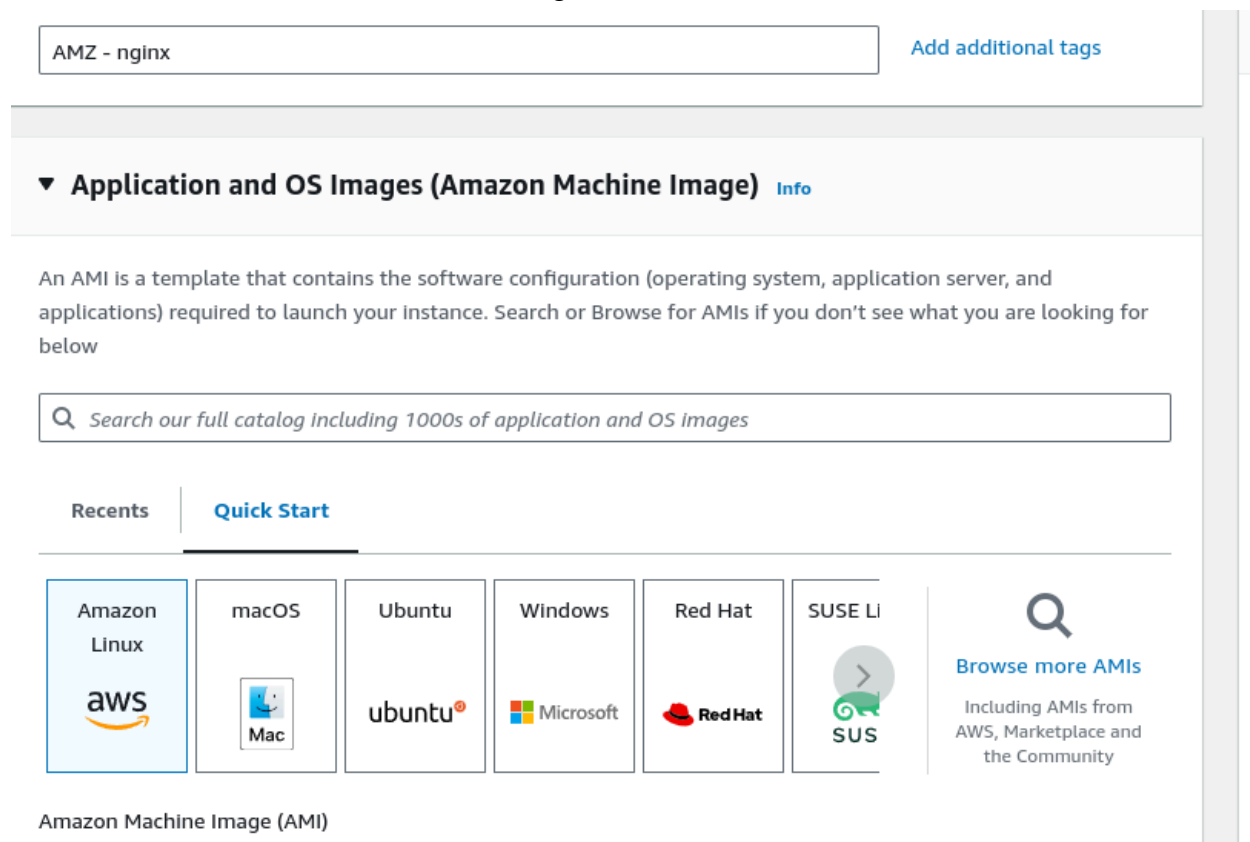 AMZ - nginx
Add additional tags
Application and OS Images (Amazon Machine Image) Info
An AMI is a template that contains the software configuration (operating system, application server, and
applications) required to launch your instance. Search or Browse for AMIs if you don’t see what you are looking for
below
Search our full catalog including 1000s of application and OS images
Recents
Quick Start
Amazon
Linux
aws
macOS
Mac
Ubuntu
ubuntu
Windows
Microsoft
Red Hat
Red Hat
SUSE Li
SUS
Browse more AMIs
Including AMIs from
AWS, Marketplace and
the Community
Amazon Machine Image (AMI)